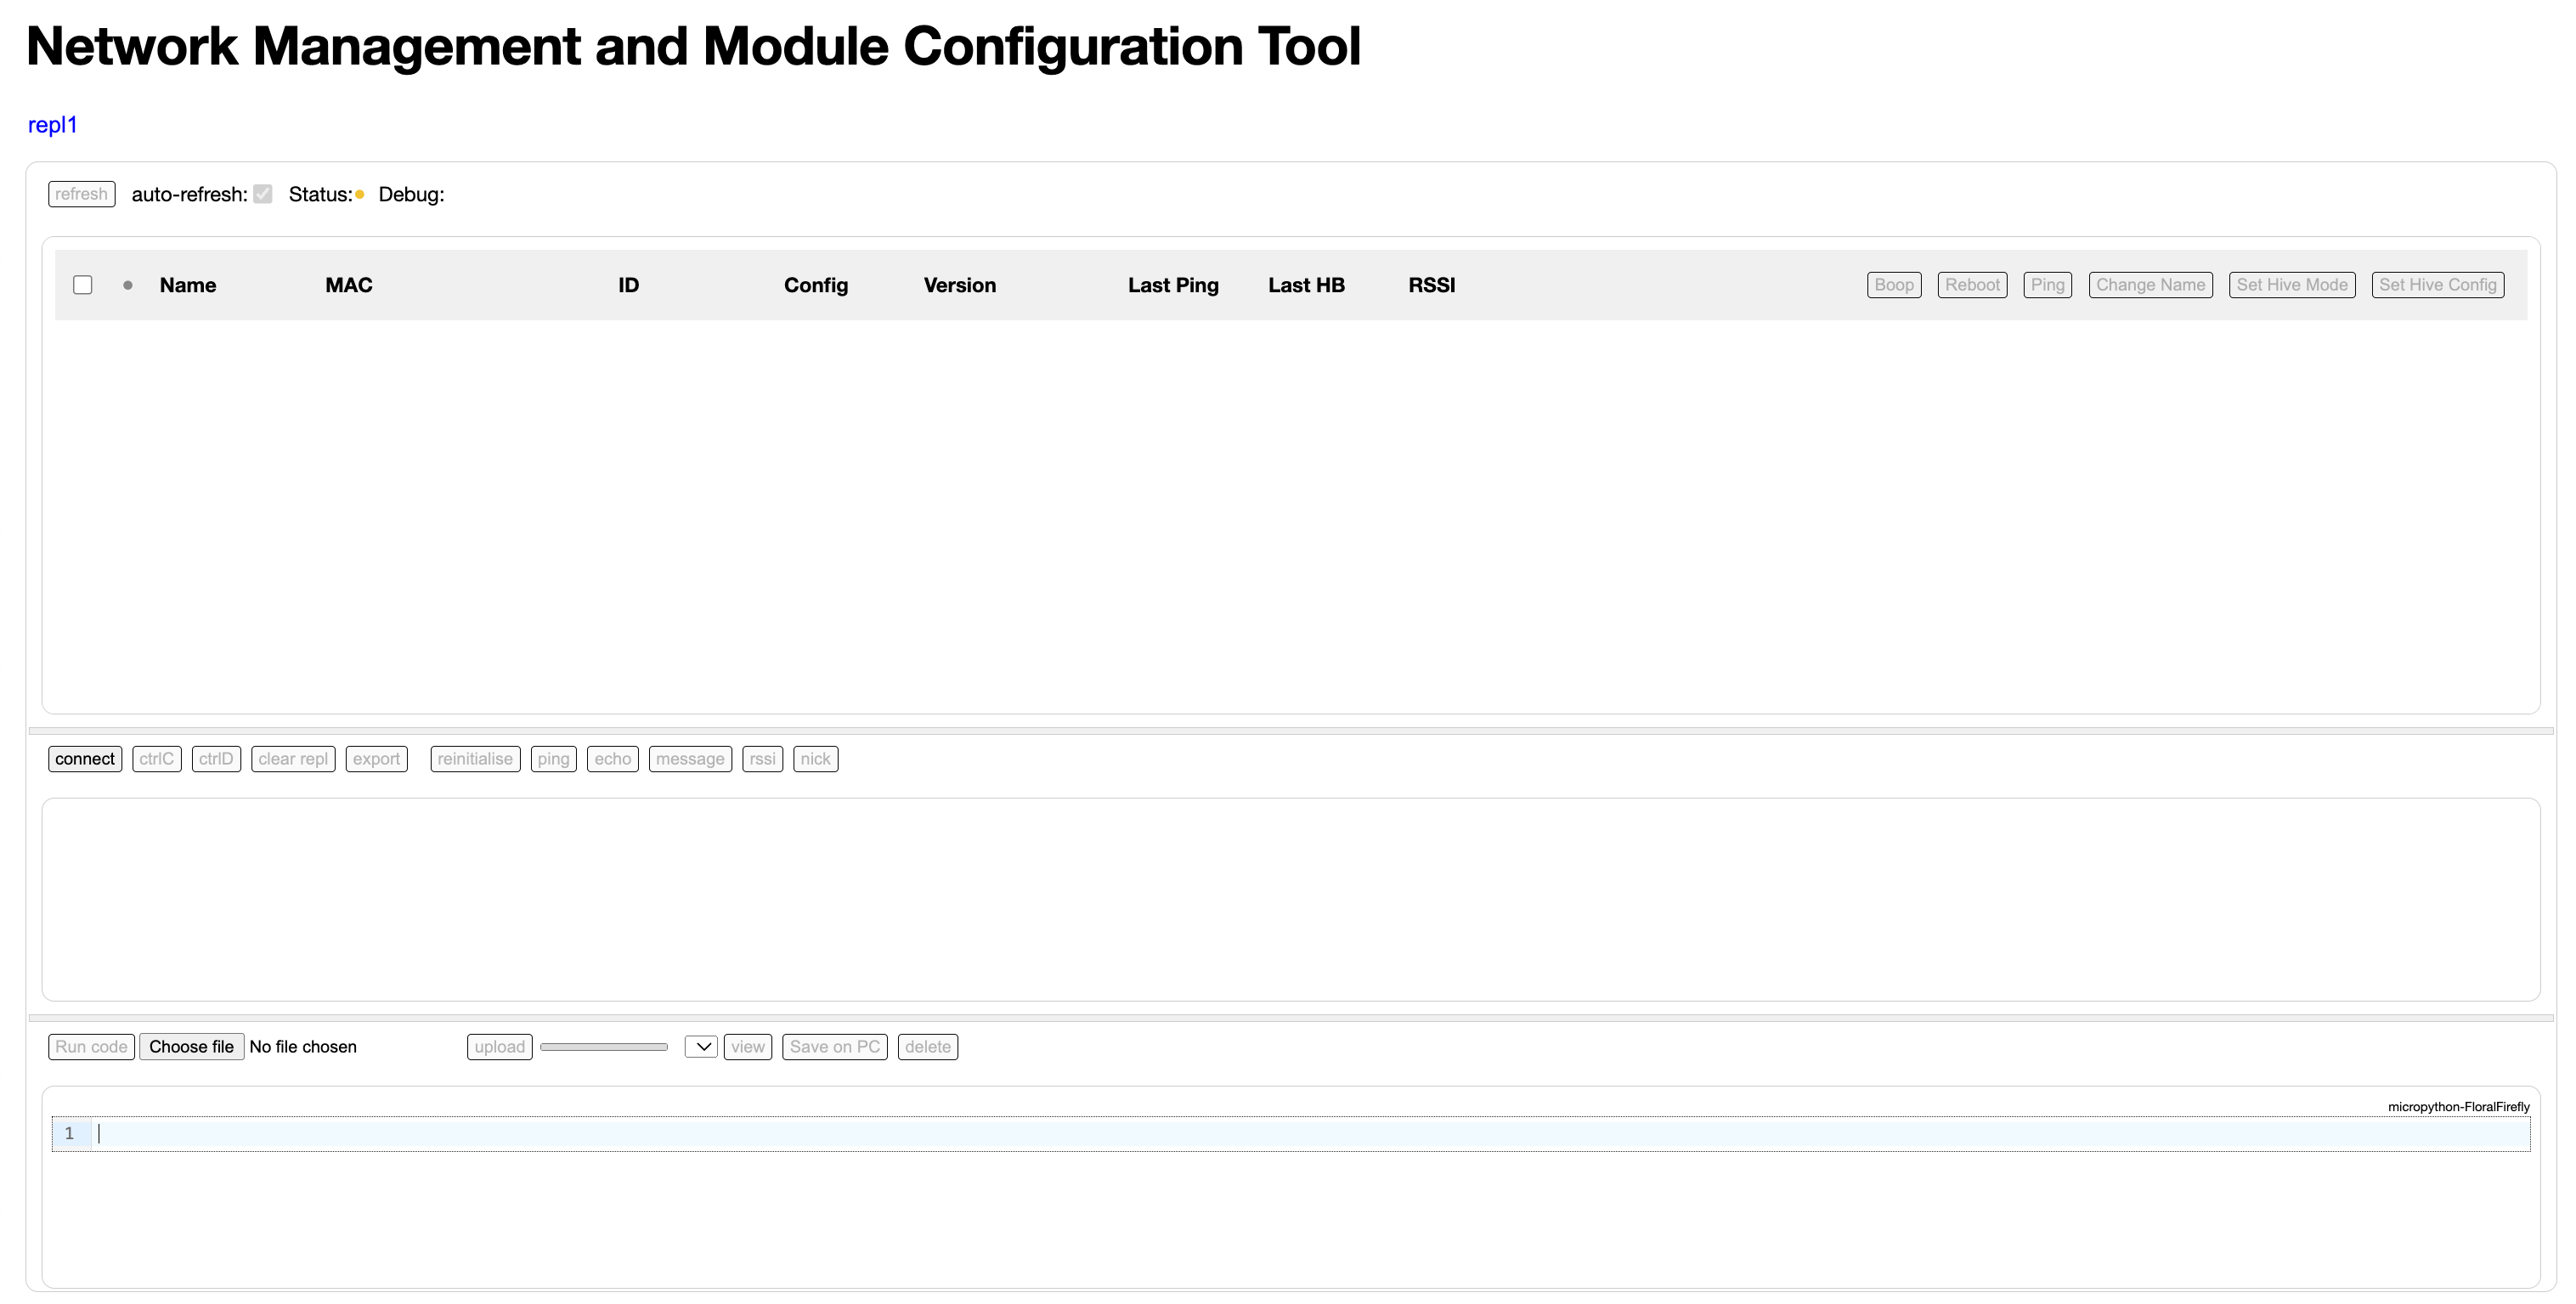 Network Management and Module Configuration Tool
repl1
refresh auto-refresh: Status: Debug:
Name MAC ID Config Version Last Ping Last HB RSSI Boop Reboot Ping Change Name Set Hive Mode Set Hive Config
connect ctrlC ctrlD clear repl export reinitialise ping echo message rssi nick
Run code Choose file No file chosen upload view Save on PC delete
micropython-FloralFirefly
1